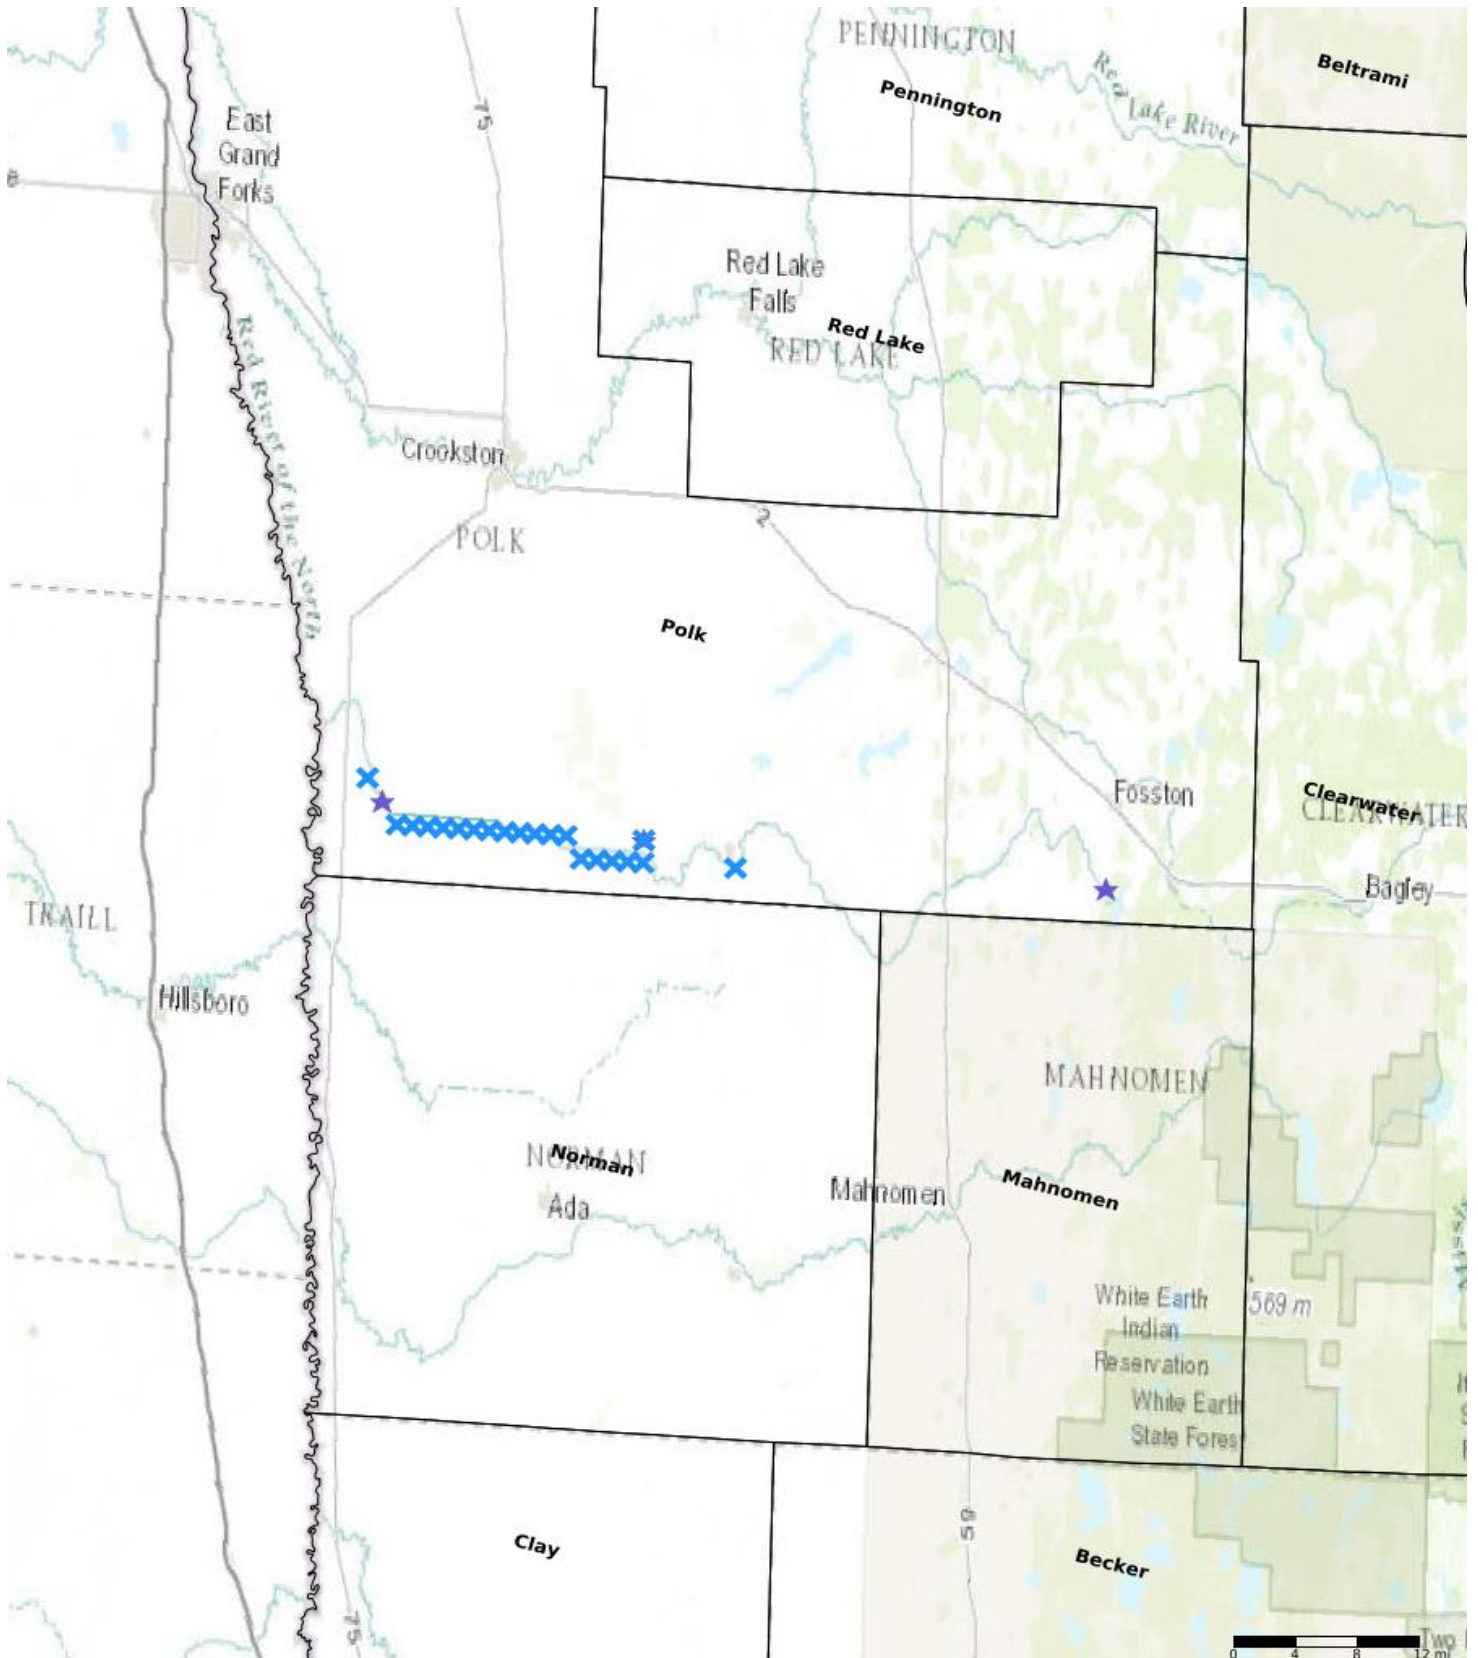 PENNINGTON
Pennington
Beltrami
Red Lake River
75
East
Grand
Forks
Red Lake
Falls
Red Lake
RED LAKE
Red River of the North
Crookston
2
POLK
Polk
Fosston
Clearwater
CLEARWATER
Bagley
TRAILL
Hillsboro
MAHNOMEN
NORMAN
Norman
Mahnomen
Mahnomen
Ada
White Earth
Indian
Reservation
569 m
White Earth
State Forest
59
Clay
Becker
75
Two
0 4 8 12 mi